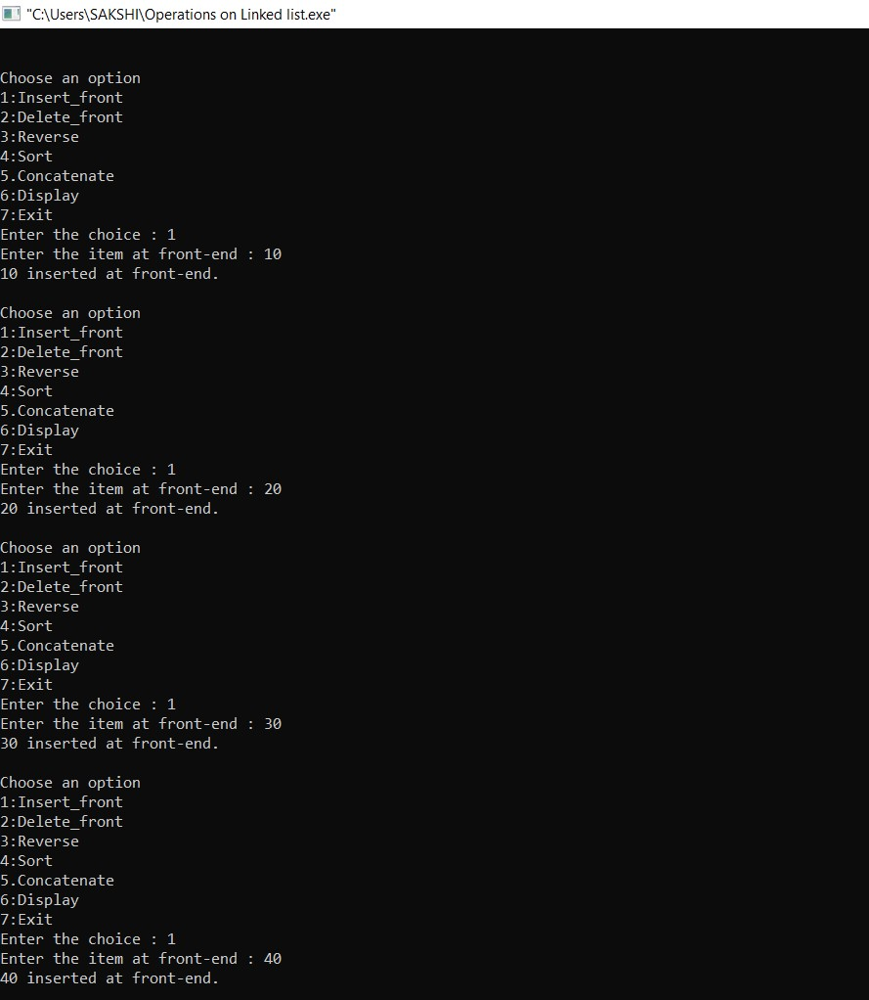 "C:\Users\SAKSHI\Operations on Linked list.exe"
Choose an option
1:Insert_front
2:Delete_front
3:Reverse
4:Sort
5.Concatenate
6:Display
7:Exit
Enter the choice : 1
Enter the item at front-end : 10
10 inserted at front-end.
Choose an option
1:Insert_front
2:Delete_front
3:Reverse
4:Sort
5.Concatenate
6:Display
7:Exit
Enter the choice : 1
Enter the item at front-end : 20
20 inserted at front-end.
Choose an option
1:Insert_front
2:Delete_front
3:Reverse
4:Sort
5.Concatenate
6:Display
7:Exit
Enter the choice : 1
Enter the item at front-end : 30
30 inserted at front-end.
Choose an option
1:Insert_front
2:Delete_front
3:Reverse
4:Sort
5.Concatenate
6:Display
7:Exit
Enter the choice : 1
Enter the item at front-end : 40
40 inserted at front-end.